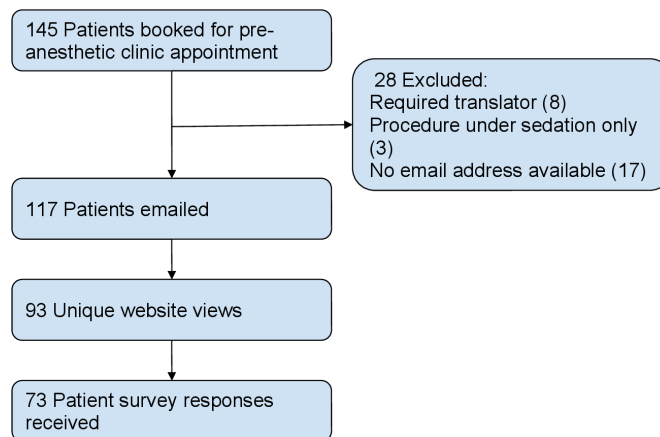 145 Patients booked for pre-
anesthetic clinic appointment
28 Excluded:
Required translator (8)
Procedure under sedation only
(3)
No email address available (17)
117 Patients emailed
93 Unique website views
73 Patient survey responses
received